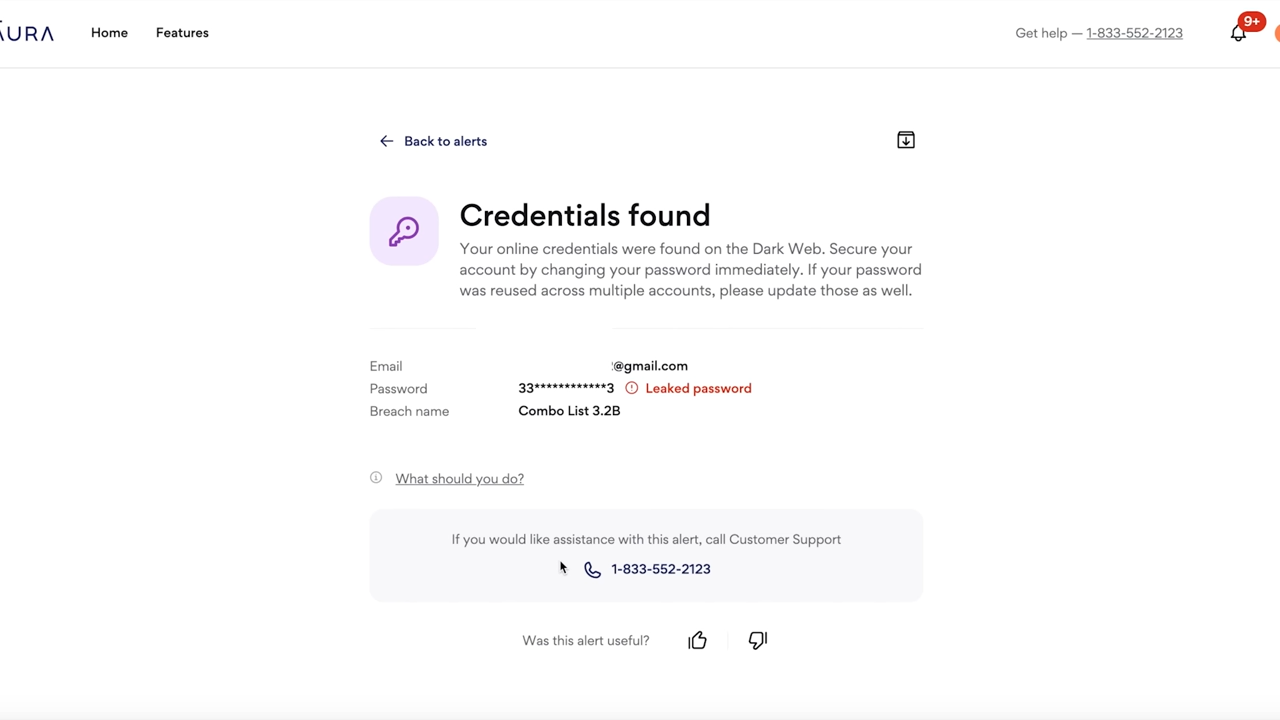 AURA
Home
Features
Get help — 1-833-552-2123
9+
Back to alerts
Credentials found
Your online credentials were found on the Dark Web. Secure your
account by changing your password immediately. If your password
was reused across multiple accounts, please update those as well.
Email @gmail.com
Password 33************3 Leaked password
Breach name Combo List 3.2B
What should you do?
If you would like assistance with this alert, call Customer Support
1-833-552-2123
Was this alert useful?